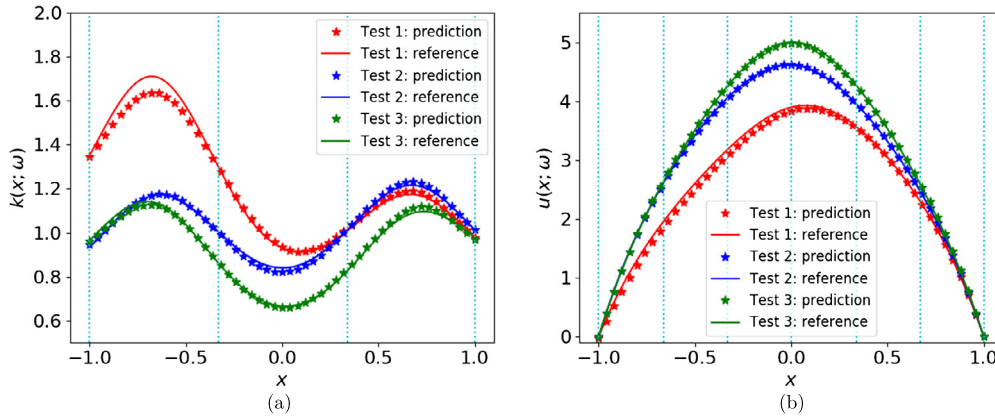 2.0
1.8
1.6
1.4
1.2
1.0
0.8
0.6
k(x; ω)
Test 1: prediction
Test 1: reference
Test 2: prediction
Test 2: reference
Test 3: prediction
Test 3: reference
−1.0 −0.5 0.0 0.5 1.0
x
(a)
5
4
3
2
1
0
u(x; ω)
Test 1: prediction
Test 1: reference
Test 2: prediction
Test 2: reference
Test 3: prediction
Test 3: reference
−1.0 −0.5 0.0 0.5 1.0
x
(b)